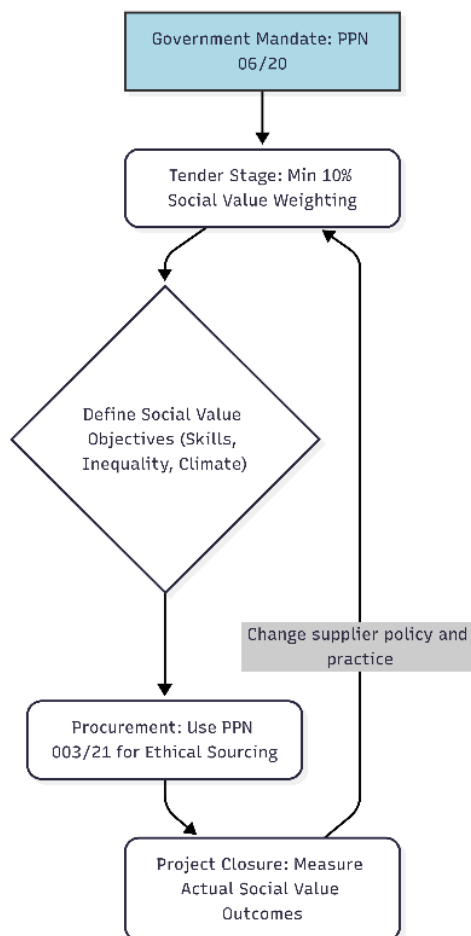 Government Mandate: PPN
06/20
Tender Stage: Min 10%
Social Value Weighting
Define Social Value
Objectives (Skills,
Inequality, Climate)
Change supplier policy and
practice
Procurement: Use PPN
003/21 for Ethical Sourcing
Project Closure: Measure
Actual Social Value
Outcomes